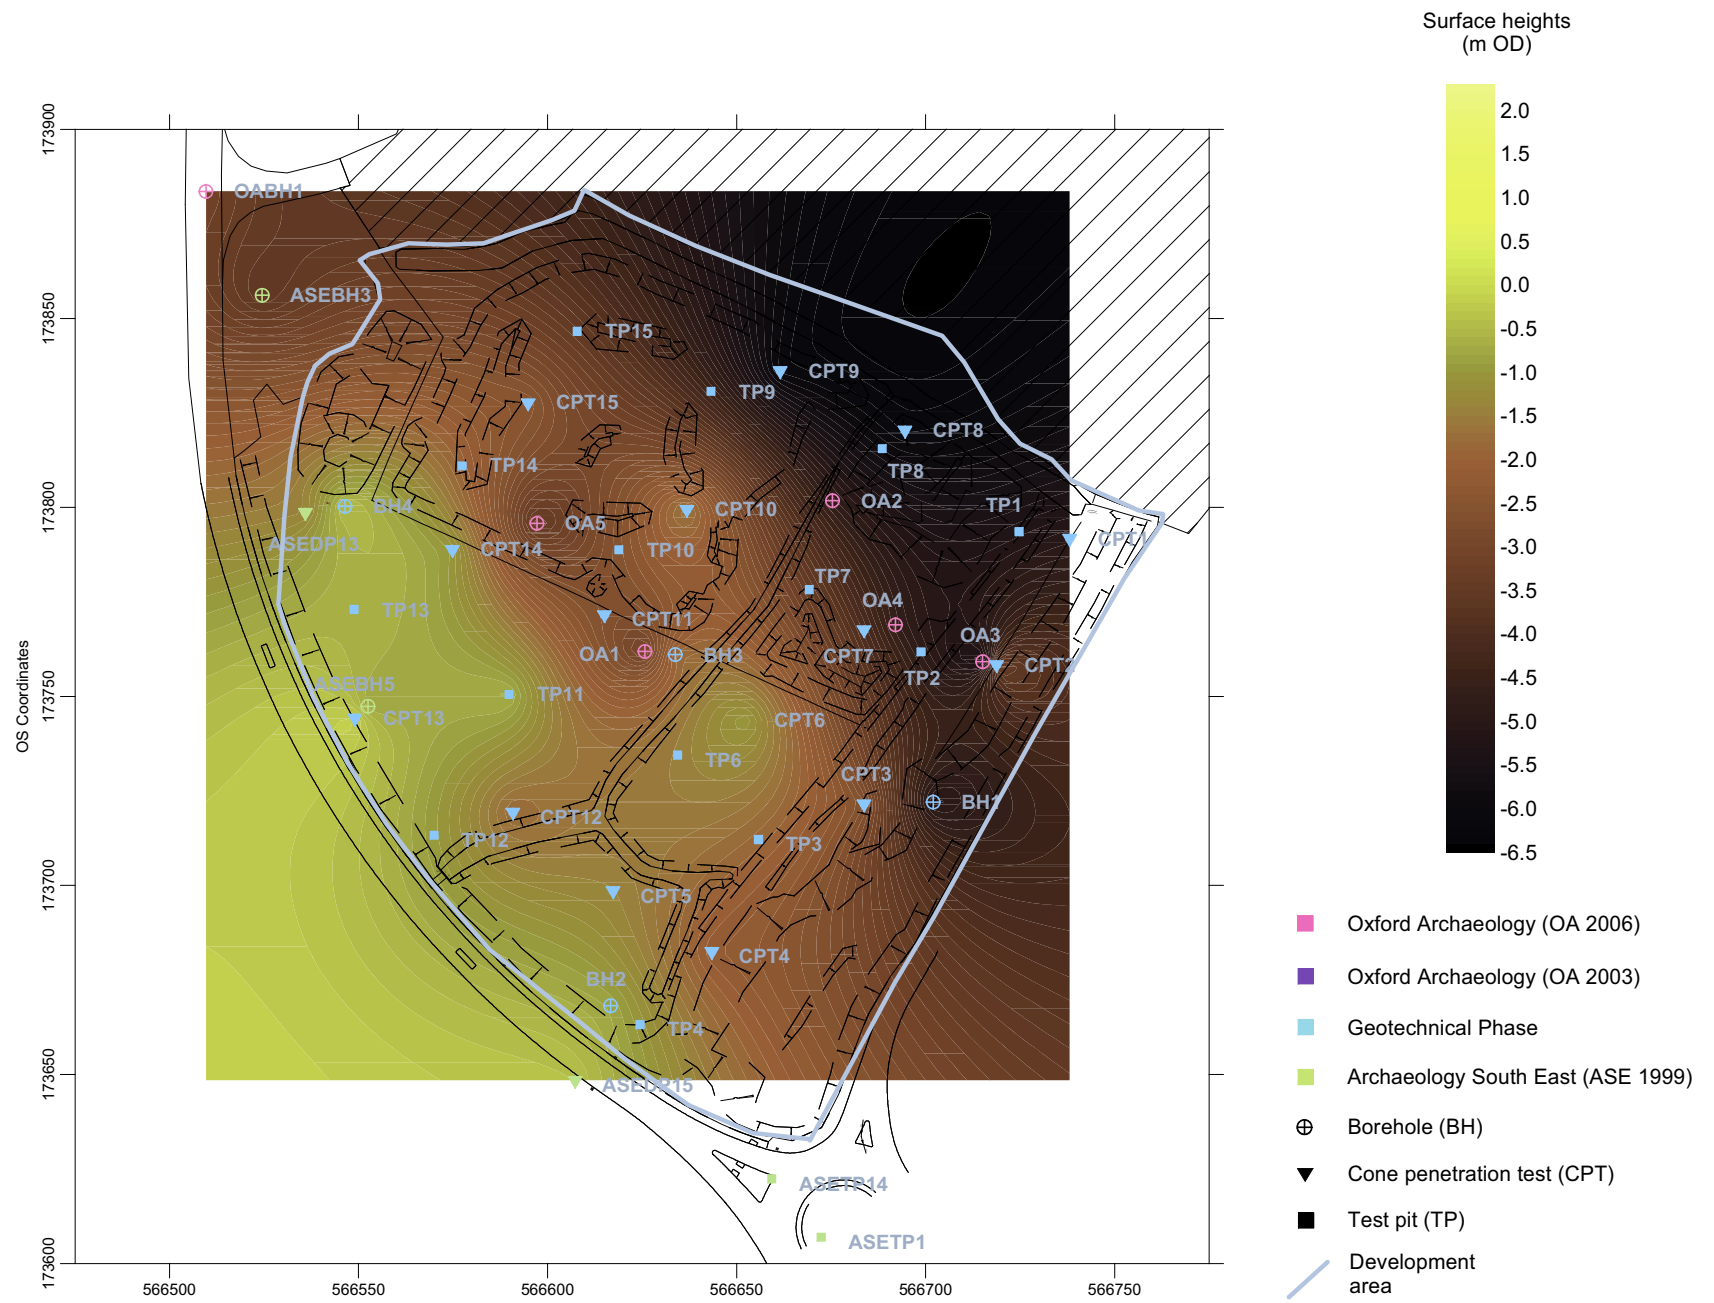 Surface heights
(m OD)
2.0
1.5
1.0
0.5
0.0
-0.5
-1.0
-1.5
-2.0
-2.5
-3.0
-3.5
-4.0
-4.5
-5.0
-5.5
-6.0
-6.5
173900
173850
173800
173750
173700
173650
173600
OS Coordinates
566500
566550
566600
566650
566700
566750
OABH1
ASEBH3
TP15
CPT9
TP9
CPT15
CPT8
TP14
TP8
BH4
OA5
CPT10
OA2
TP1
ASEDP13
CPT14
TP10
CPT1
TP7
TP13
CPT11
OA4
OA1
BH3
CPT7
OA3
CPT2
TP2
ASEBH5
TP11
CPT13
CPT6
TP6
CPT3
BH1
CPT12
TP12
TP3
CPT5
CPT4
BH2
TP4
ASEDP15
ASETP14
ASETP1
Oxford Archaeology (OA 2006)
Oxford Archaeology (OA 2003)
Geotechnical Phase
Archaeology South East (ASE 1999)
Borehole (BH)
Cone penetration test (CPT)
Test pit (TP)
Development
area